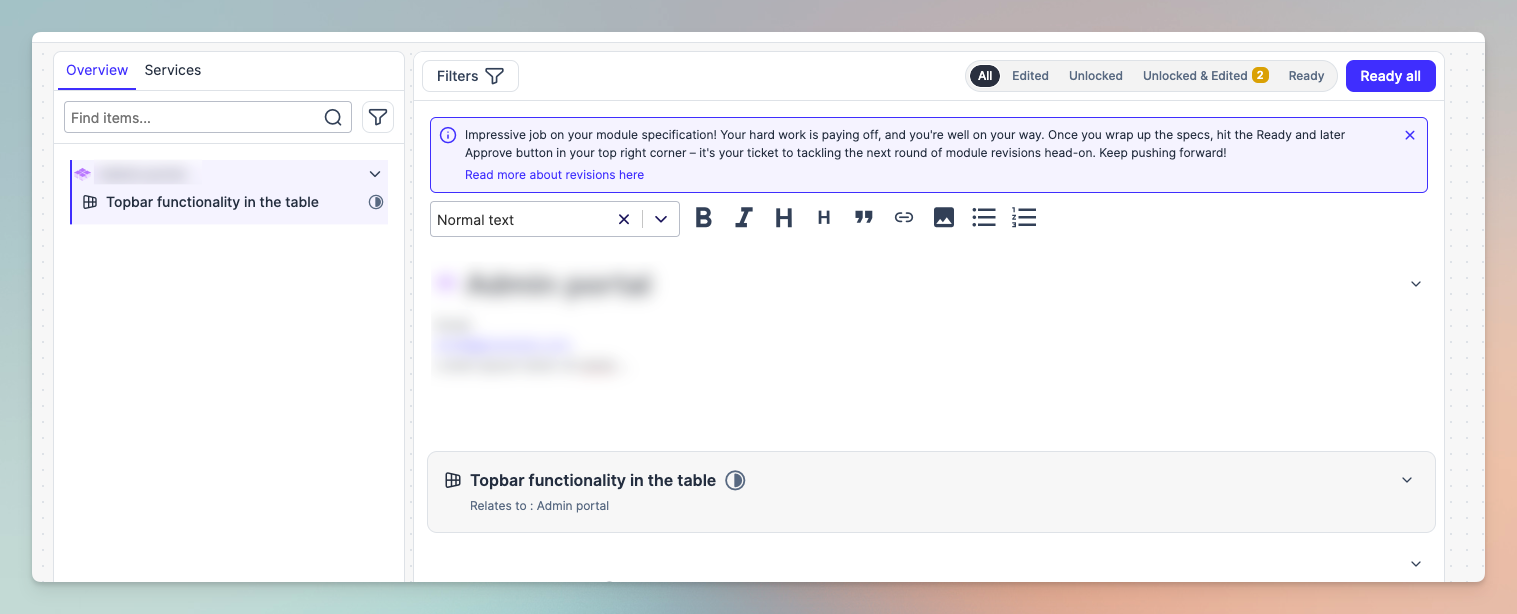 Overview Services
Find items...
Topbar functionality in the table
Filters
All Edited Unlocked Unlocked & Edited 2 Ready
Ready all
Impressive job on your module specification! Your hard work is paying off, and you're well on your way. Once you wrap up the specs, hit the Ready and later
Approve button in your top right corner – it's your ticket to tackling the next round of module revisions head-on. Keep pushing forward!
Read more about revisions here
Normal text
B I H H
Admin portal
Topbar functionality in the table
Relates to : Admin portal